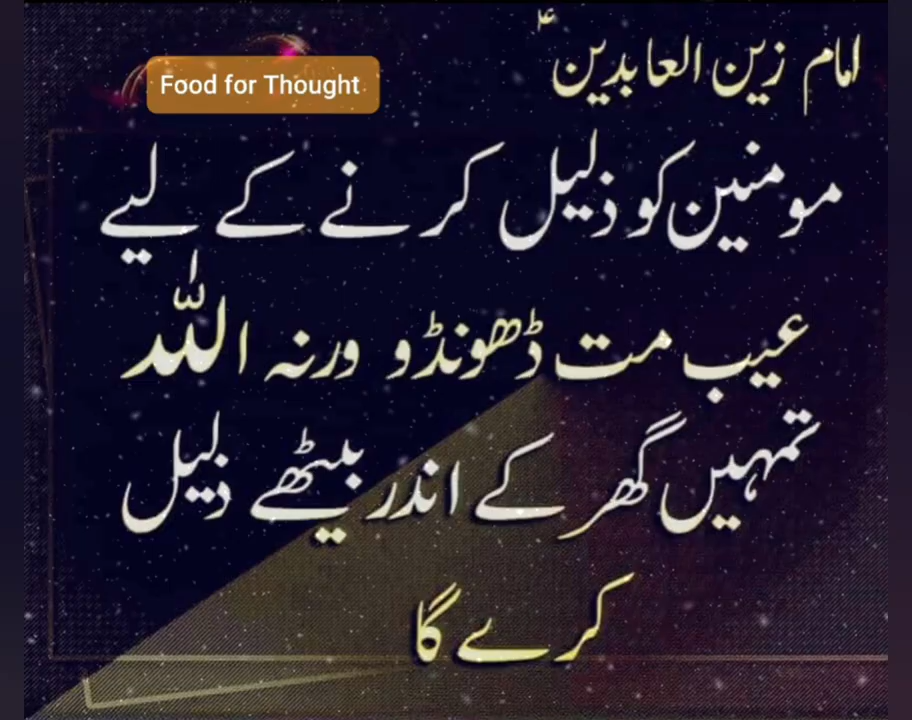 امام زین العابدینؑ
Food for Thought
مومنین کو ذلیل کرنے کے لیے
عیب مت ڈھونڈو ورنہ اللہ
تمہیں گھر کے اندر بیٹھے ذلیل
کرے گا